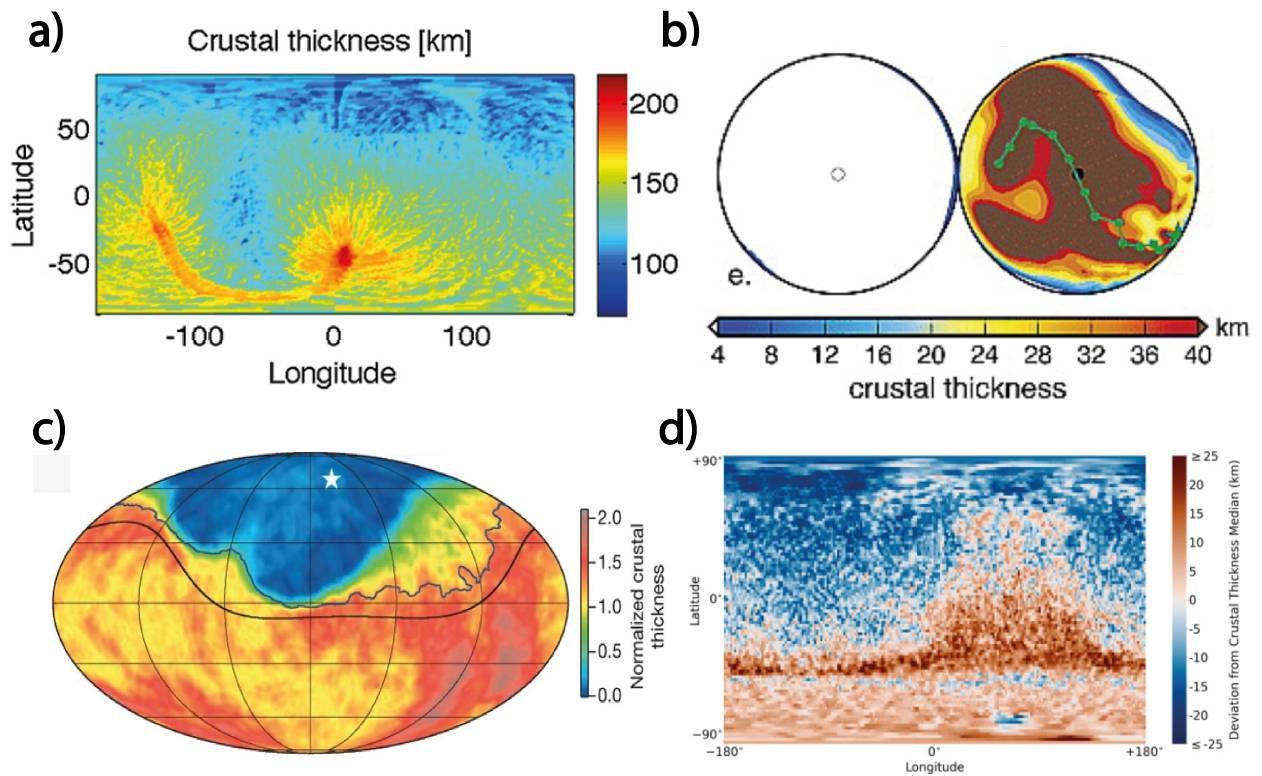 a)
Crustal thickness [km]
Latitude
50
0
-50
-100
0
100
Longitude
200
150
100
b)
e.
km
4
8
12
16
20
24
28
32
36
40
crustal thickness
c)
2.0
1.5
1.0
0.5
0.0
Normalized crustal
thickness
d)
+90°
0°
−90°
Latitude
−180°
0°
+180°
Longitude
≥ 25
20
15
10
5
0
-5
-10
-15
20
≤ -25
Deviation from Crustal Thickness Median (km)